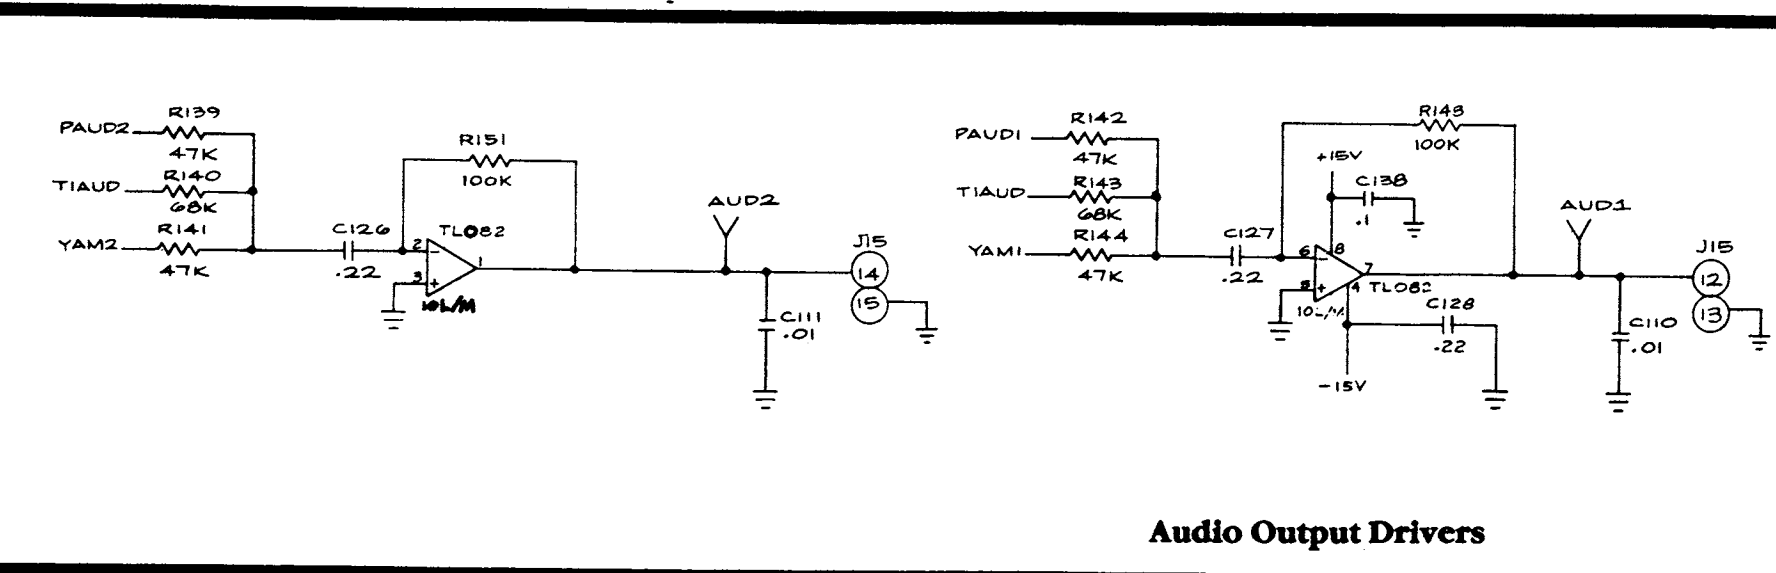 R139
PAUD2
47K
R140
TIAUD
68K
R141
YAM2
47K
C126
.22
R151
100K
TL082
2
-
3
+
1
10L/M
AUD2
C111
.01
J15
14
15
R142
PAUD1
47K
R143
TIAUD
68K
R144
YAM1
47K
C127
.22
100K
+15V
C138
.1
6
-
8
5
+
7
4
TL082
C128
.22
-15V
AUD1
C110
.01
J15
12
13
Audio Output Drivers